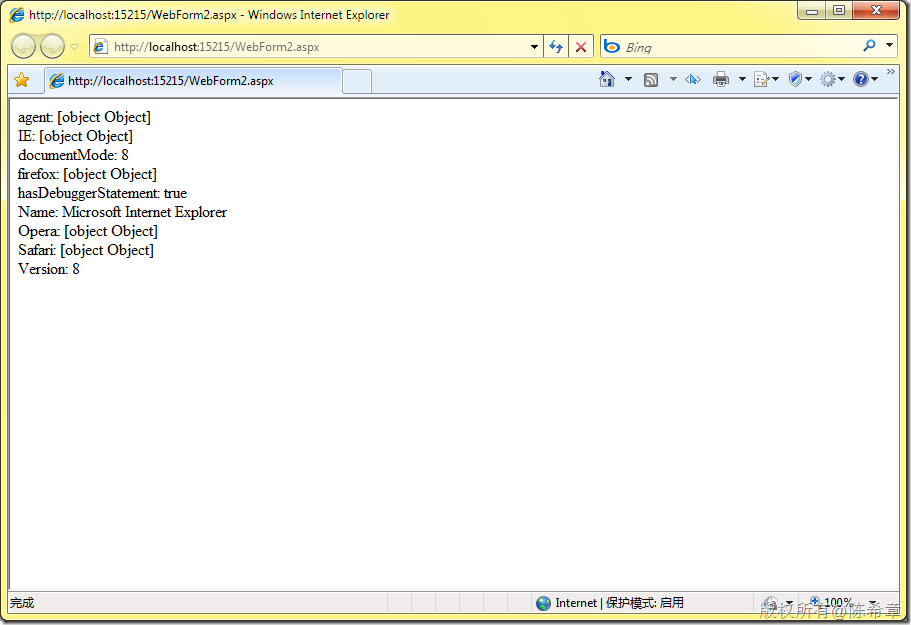 http://localhost:15215/WebForm2.aspx - Windows Internet Explorer
http://localhost:15215/WebForm2.aspx
Bing
http://localhost:15215/WebForm2.aspx
agent: [object Object]
IE: [object Object]
documentMode: 8
firefox: [object Object]
hasDebuggerStatement: true
Name: Microsoft Internet Explorer
Opera: [object Object]
Safari: [object Object]
Version: 8
完成
Internet | 保护模式: 启用
100%
版权所有@陈希章